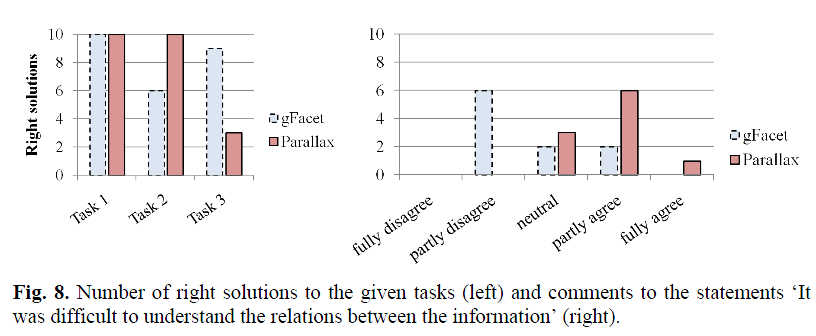 10
8
6
4
2
0
Right solutions
Task 1
Task 2
Task 3
gFacet
Parallax
10
8
6
4
2
0
fully disagree
partly disagree
neutral
partly agree
fully agree
gFacet
Parallax
Fig. 8. Number of right solutions to the given tasks (left) and comments to the statements ‘It
was difficult to understand the relations between the information’ (right).